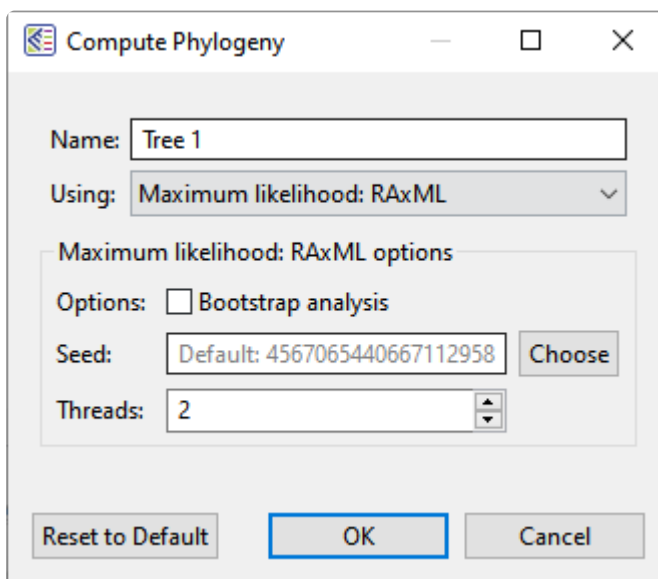 Compute Phylogeny
Name: Tree 1
Using: Maximum likelihood: RAxML
Maximum likelihood: RAxML options
Options: Bootstrap analysis
Seed: Default: 4567065440667112958 Choose
Threads: 2
Reset to Default OK Cancel